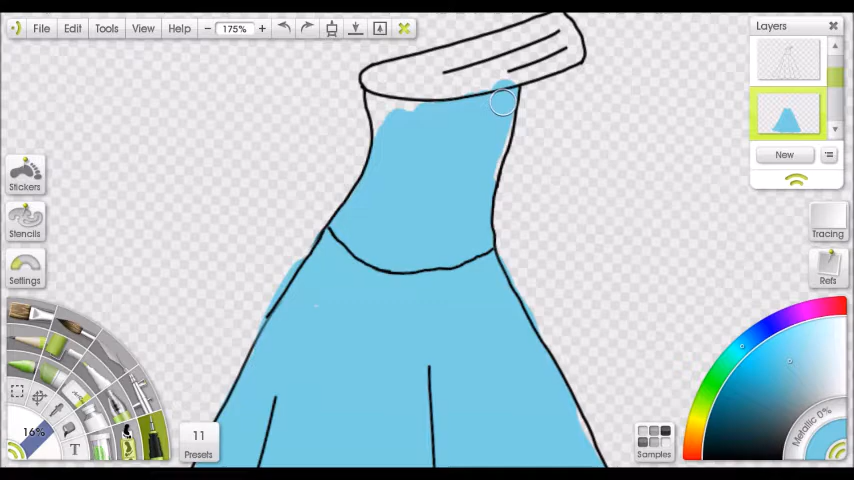 File Edit Tools View Help − 175% +
Layers
New
Stickers
Stencils
Settings
Tracing
Refs
16%
T
11
Presets
Samples
Metallic 0%